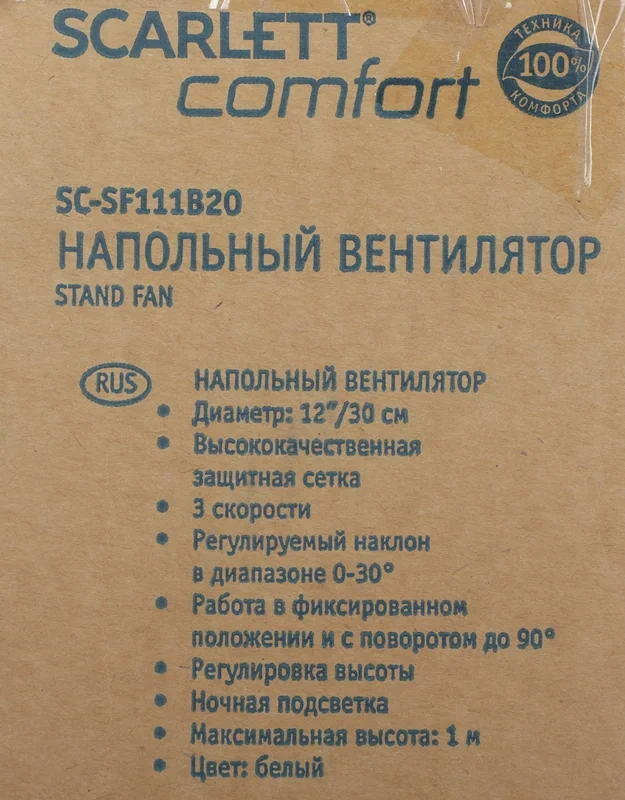 SCARLETT®
comfort
ТЕХНИКА
100%
КОМФОРТА
SC-SF111B20
НАПОЛЬНЫЙ ВЕНТИЛЯТОР
STAND FAN
RUS НАПОЛЬНЫЙ ВЕНТИЛЯТОР
• Диаметр: 12"/30 см
• Высококачественная
защитная сетка
• 3 скорости
• Регулируемый наклон
в диапазоне 0-30°
• Работа в фиксированном
положении и с поворотом до 90°
• Регулировка высоты
• Ночная подсветка
• Максимальная высота: 1 м
• Цвет: белый